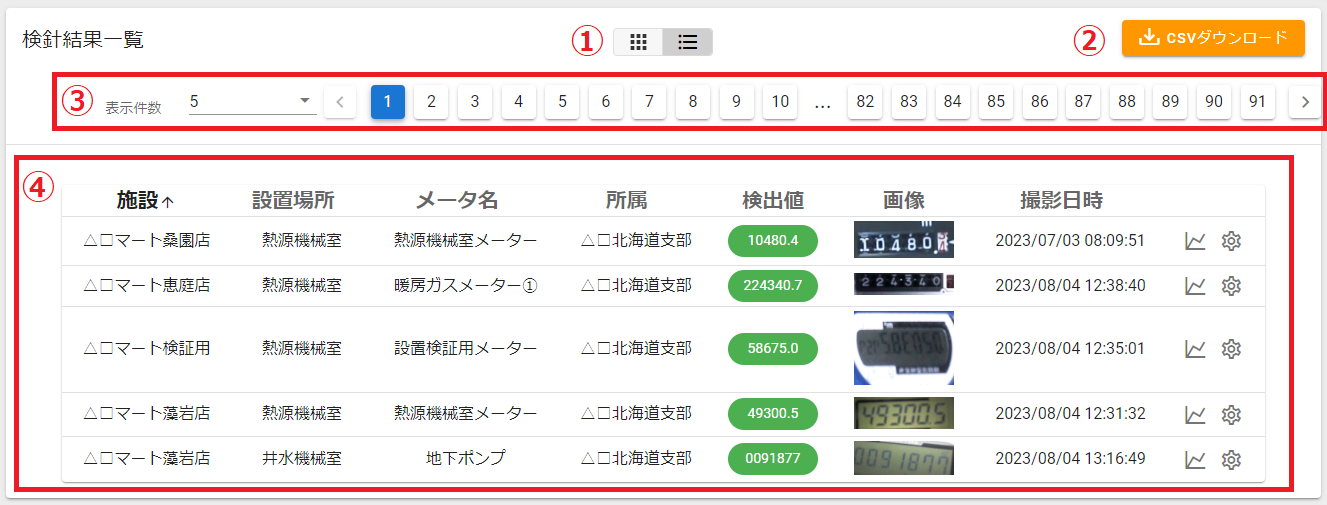 検針結果一覧 ① ② CSVダウンロード
③ 表示件数 5 1 2 3 4 5 6 7 8 9 10 ... 82 83 84 85 86 87 88 89 90 91
④
施設↑ 設置場所 メータ名 所属 検出値 画像 撮影日時
△□マート桑園店 熱源機械室 熱源機械室メーター △□北海道支部 10480.4 10480 2023/07/03 08:09:51
△□マート恵庭店 熱源機械室 暖房ガスメーター① △□北海道支部 224340.7 224340 2023/08/04 12:38:40
△□マート検証用 熱源機械室 設置検証用メーター △□北海道支部 58675.0 2023/08/04 12:35:01
△□マート藻岩店 熱源機械室 熱源機械室メーター △□北海道支部 49300.5 49300.5 2023/08/04 12:31:32
△□マート藻岩店 井水機械室 地下ポンプ △□北海道支部 0091877 0091877 2023/08/04 13:16:49